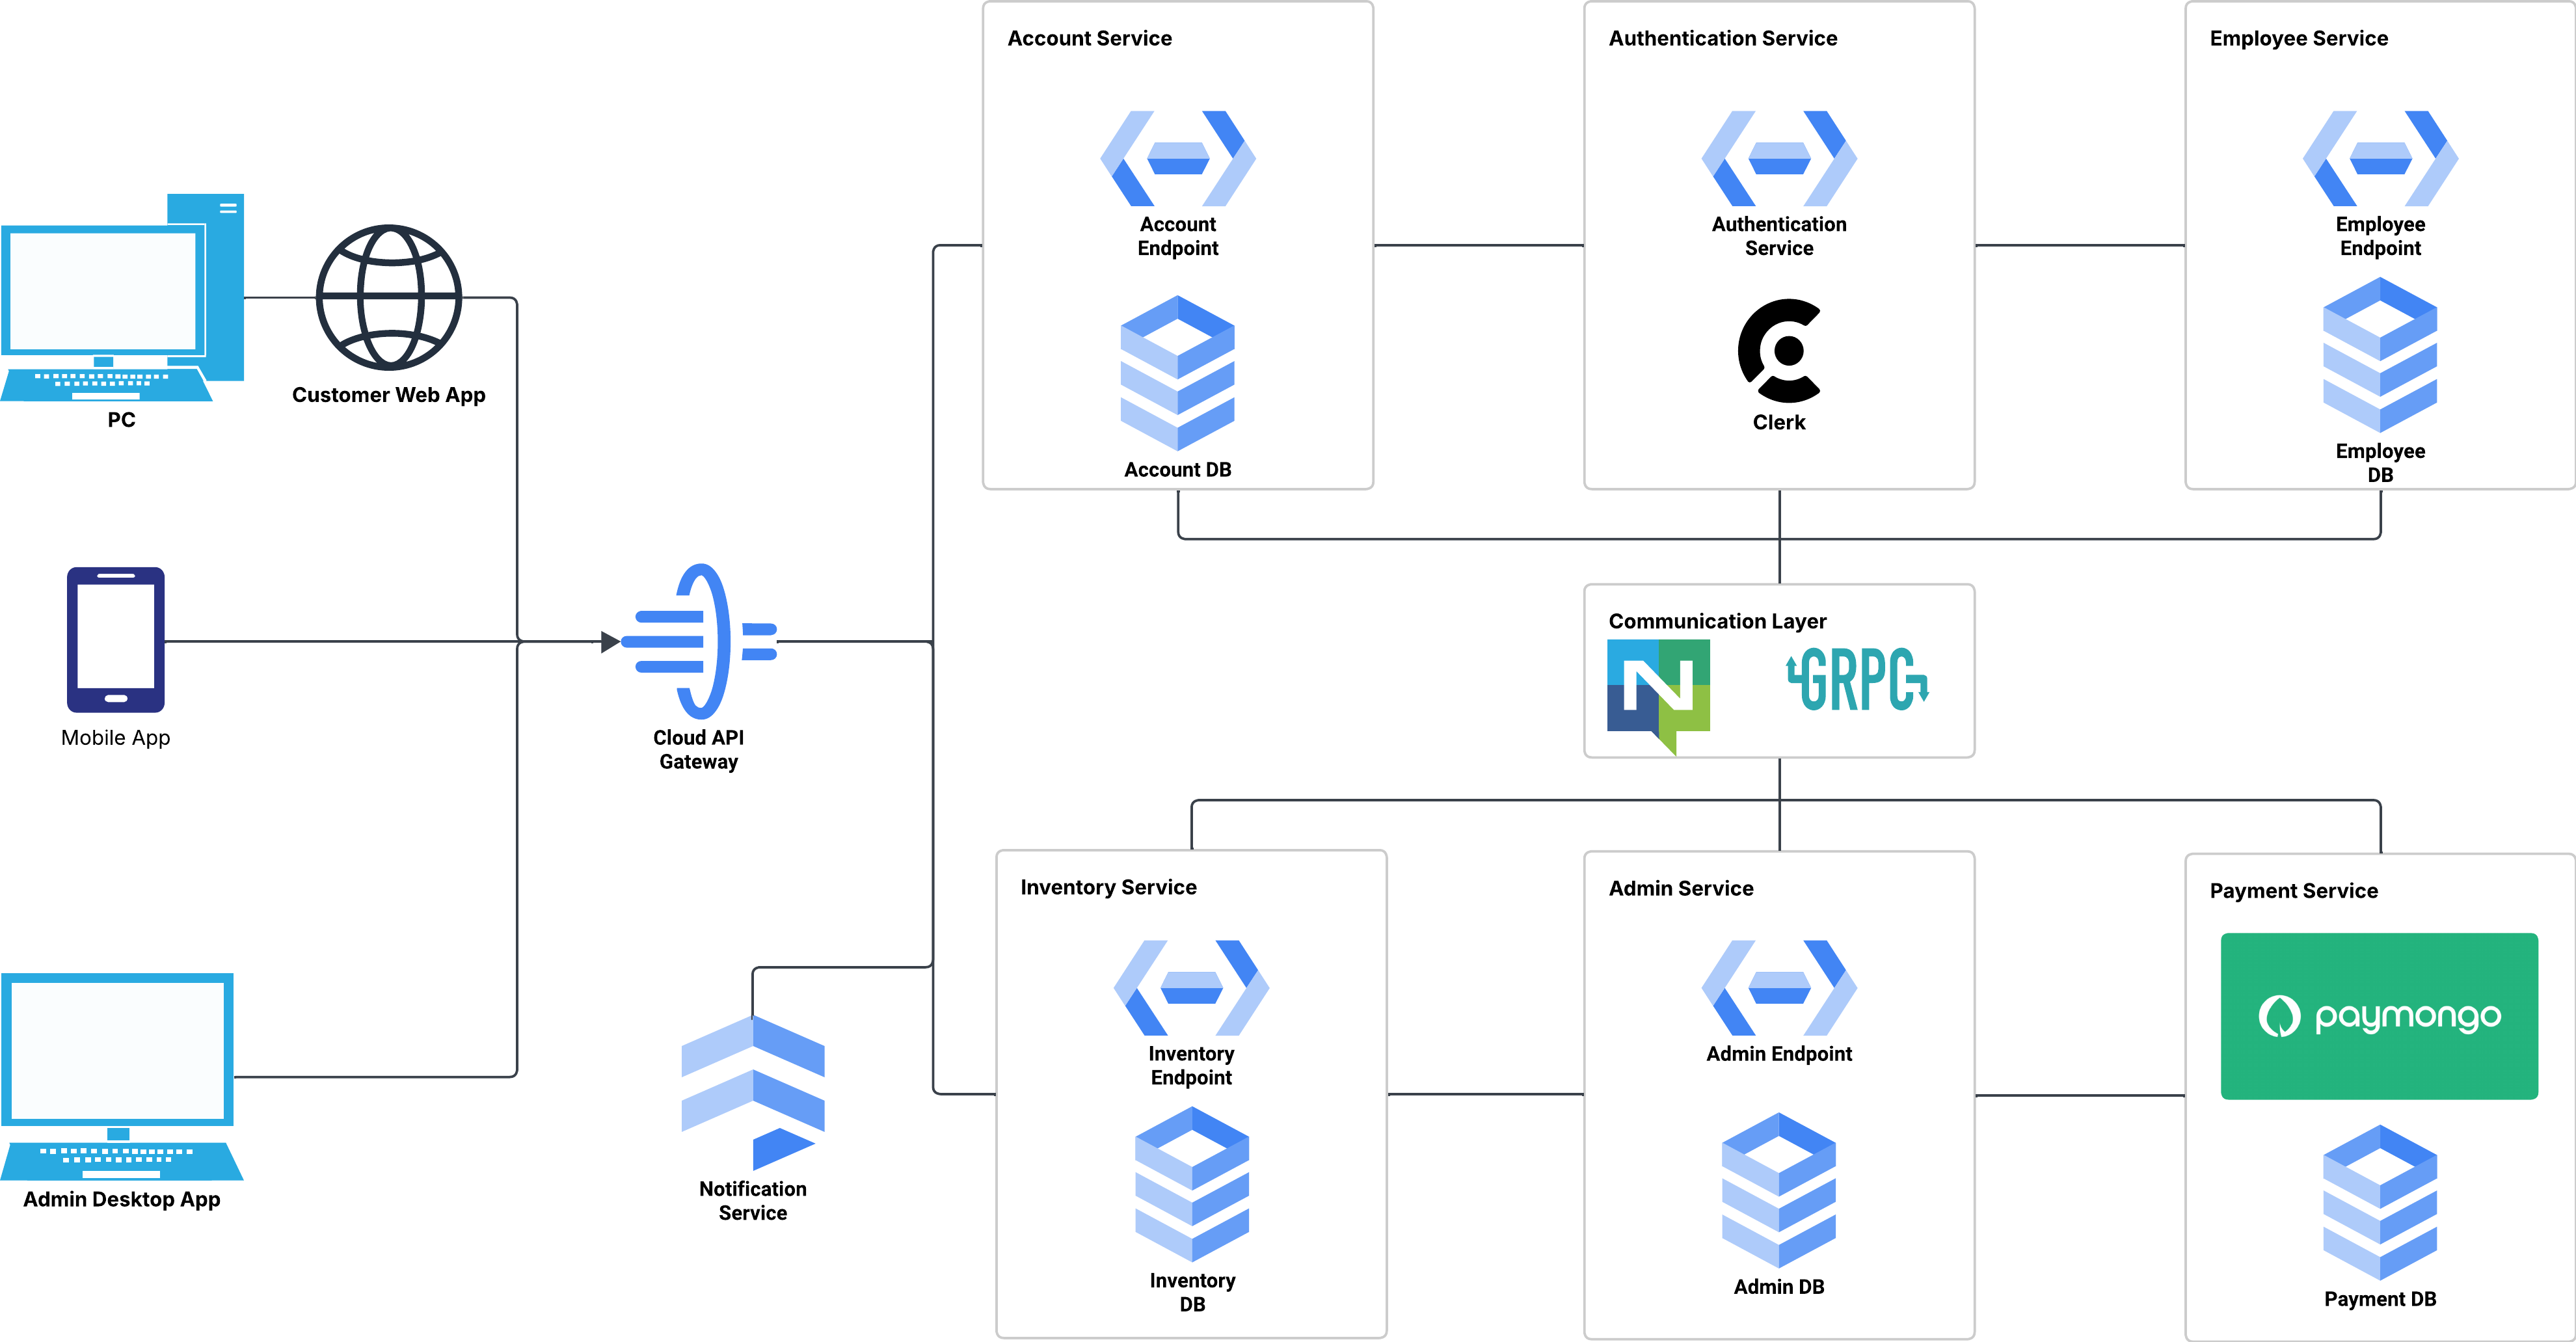 Account Service
Account
Endpoint
Account DB
Authentication Service
Authentication
Service
Clerk
Employee Service
Employee
Endpoint
Employee
DB
PC
Customer Web App
Mobile App
Admin Desktop App
Cloud API
Gateway
Notification
Service
Communication Layer
N
GRPC
Inventory Service
Inventory
Endpoint
Inventory
DB
Admin Service
Admin Endpoint
Admin DB
Payment Service
paymongo
Payment DB